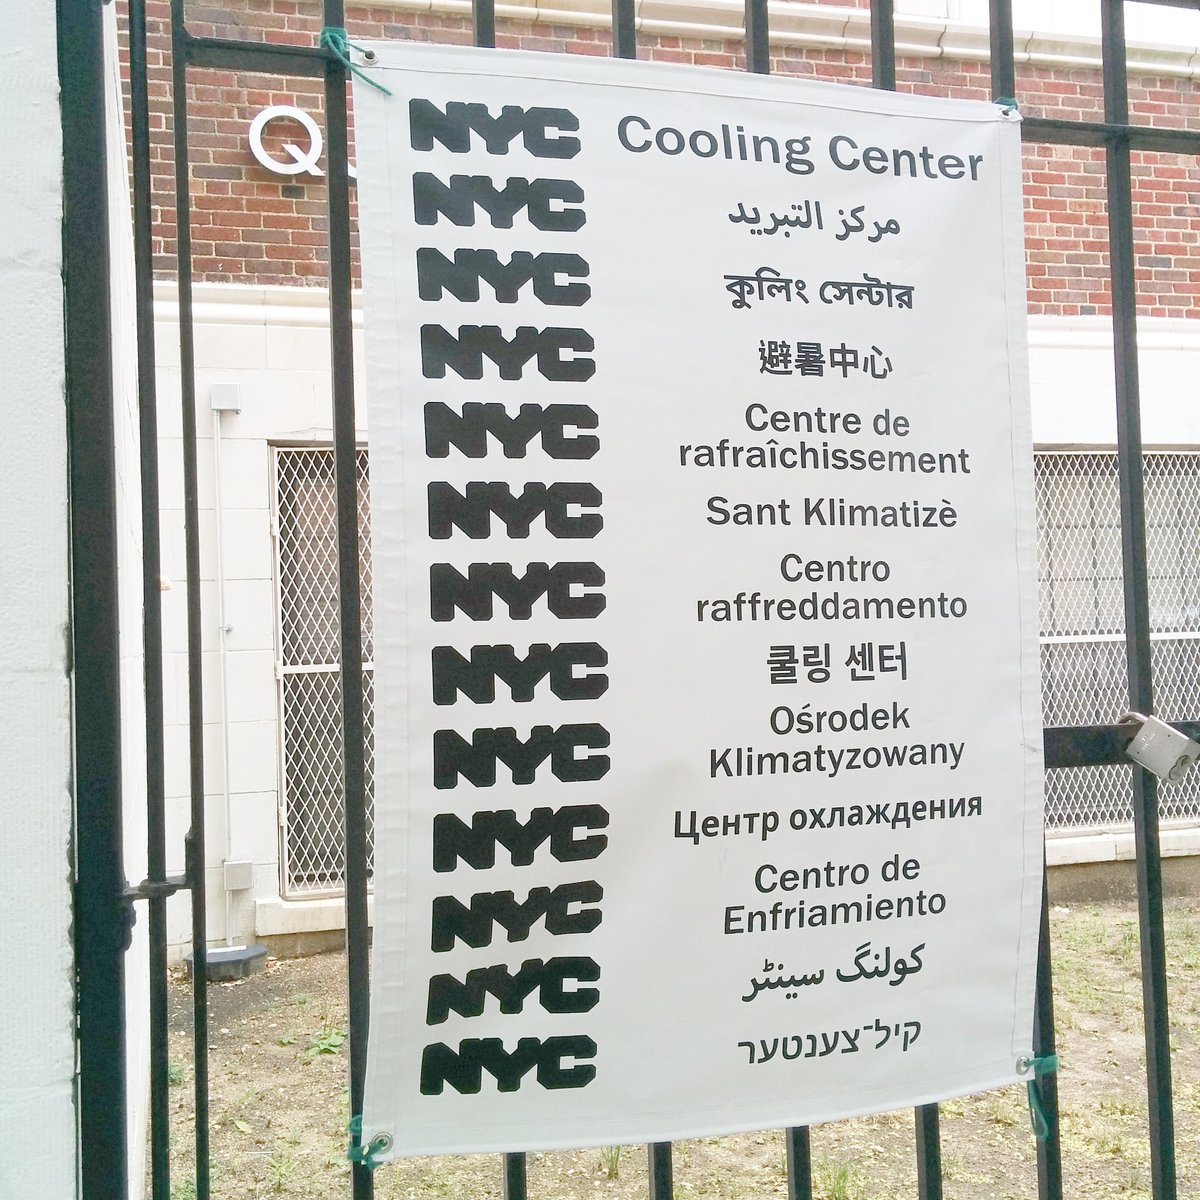 Q
NYC Cooling Center
NYC مركز التبريد
NYC কুলিং সেন্টার
NYC 避暑中心
NYC Centre de
rafraîchissement
NYC Sant Klimatizè
NYC Centro
raffreddamento
NYC 쿨링 센터
NYC Ośrodek
Klimatyzowany
NYC Центр охлаждения
NYC Centro de
Enfriamiento
NYC کولنگ سینٹر
NYC קיל־צענטער